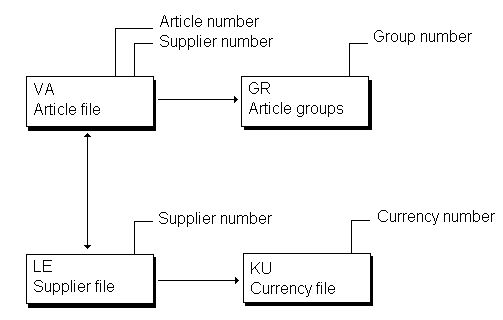 Article number
Supplier number
Group number
VA
Article file
GR
Article groups
Supplier number
Currency number
LE
Supplier file
KU
Currency file